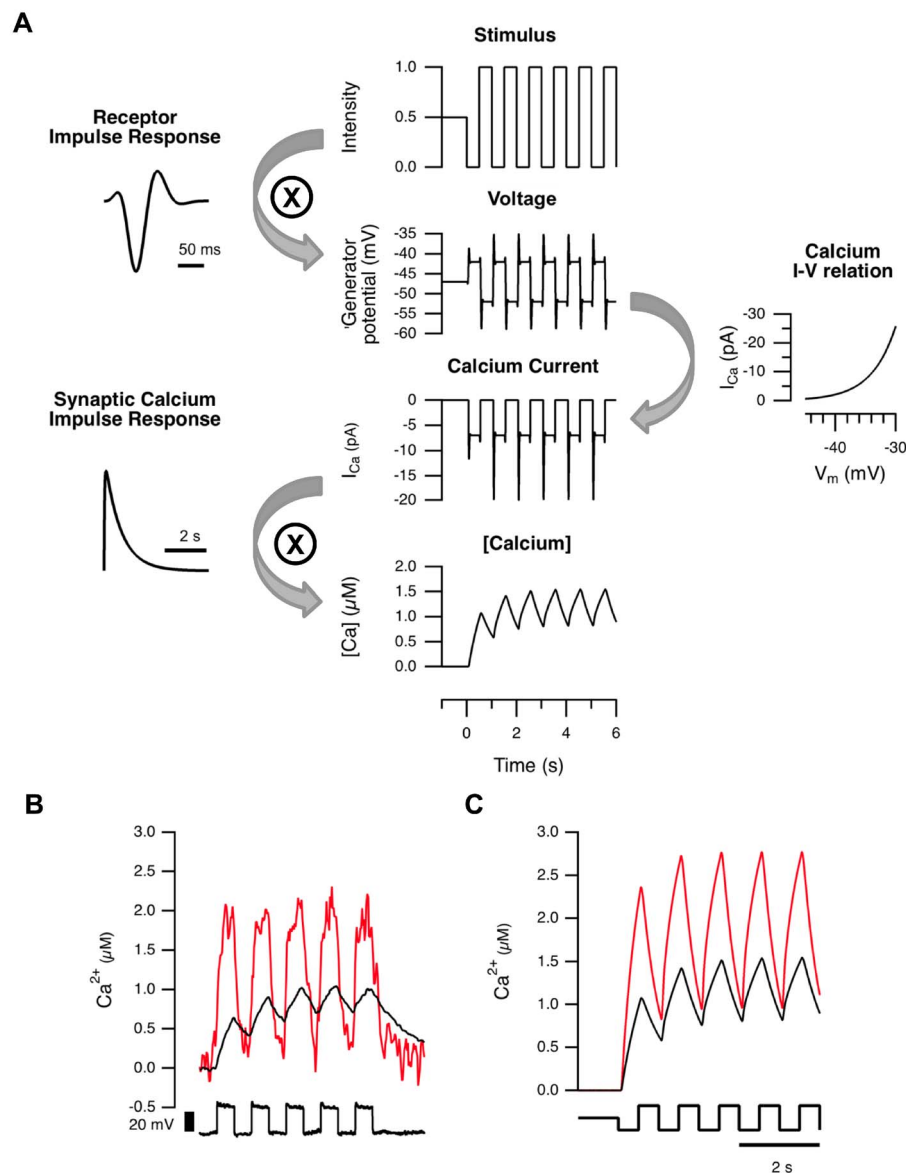 A
Stimulus
1.0
0.5
0.0
Intensity
Receptor
Impulse Response
50 ms
X
Voltage
-35
-40
-45
-50
-55
-60
'Generator
potential (mV)
Calcium
I-V relation
-30
-20
-10
0
I_Ca (pA)
-40
-30
V_m (mV)
Calcium Current
0
-5
-10
-15
-20
I_Ca (pA)
Synaptic Calcium
Impulse Response
2 s
X
[Calcium]
2.0
1.5
1.0
0.5
0.0
[Ca] (µM)
0 2 4 6
Time (s)
B
3.0
2.5
2.0
1.5
1.0
0.5
0.0
-0.5
Ca2+ (µM)
20 mV
C
3.0
2.5
2.0
1.5
1.0
0.5
0.0
Ca2+ (µM)
2 s